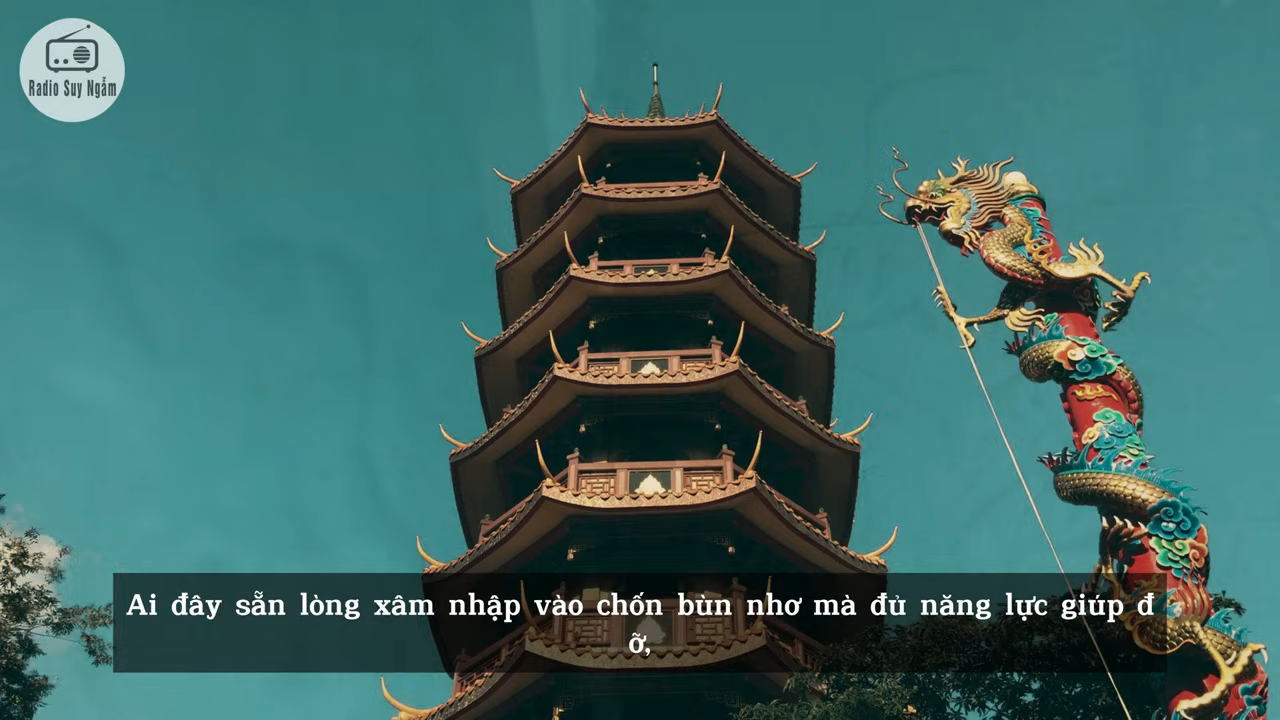 Radio Suy Ngẫm
Ai đây sẵn lòng xâm nhập vào chốn bùn nhơ mà đủ năng lực giúp đ
ỡ,